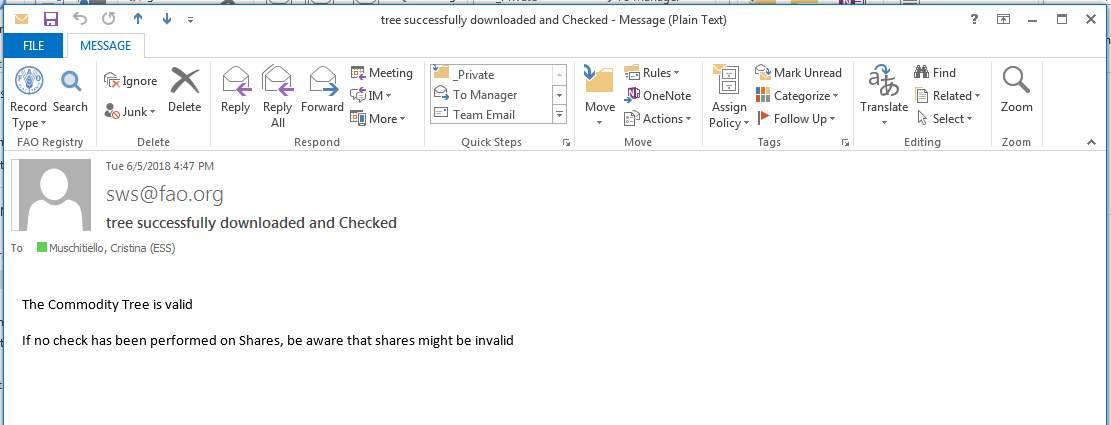 tree successfully downloaded and Checked - Message (Plain Text)
FILE
MESSAGE
Record Type
Search
FAO Registry
Ignore
Junk
Delete
Delete
Reply
Reply All
Forward
Meeting
IM
More
Respond
_Private
To Manager
Team Email
Quick Steps
Move
Rules
OneNote
Actions
Move
Assign Policy
Mark Unread
Categorize
Follow Up
Tags
Translate
Find
Related
Select
Editing
Zoom
Zoom
Tue 6/5/2018 4:47 PM
sws@fao.org
tree successfully downloaded and Checked
To Muschitiello, Cristina (ESS)
The Commodity Tree is valid
If no check has been performed on Shares, be aware that shares might be invalid